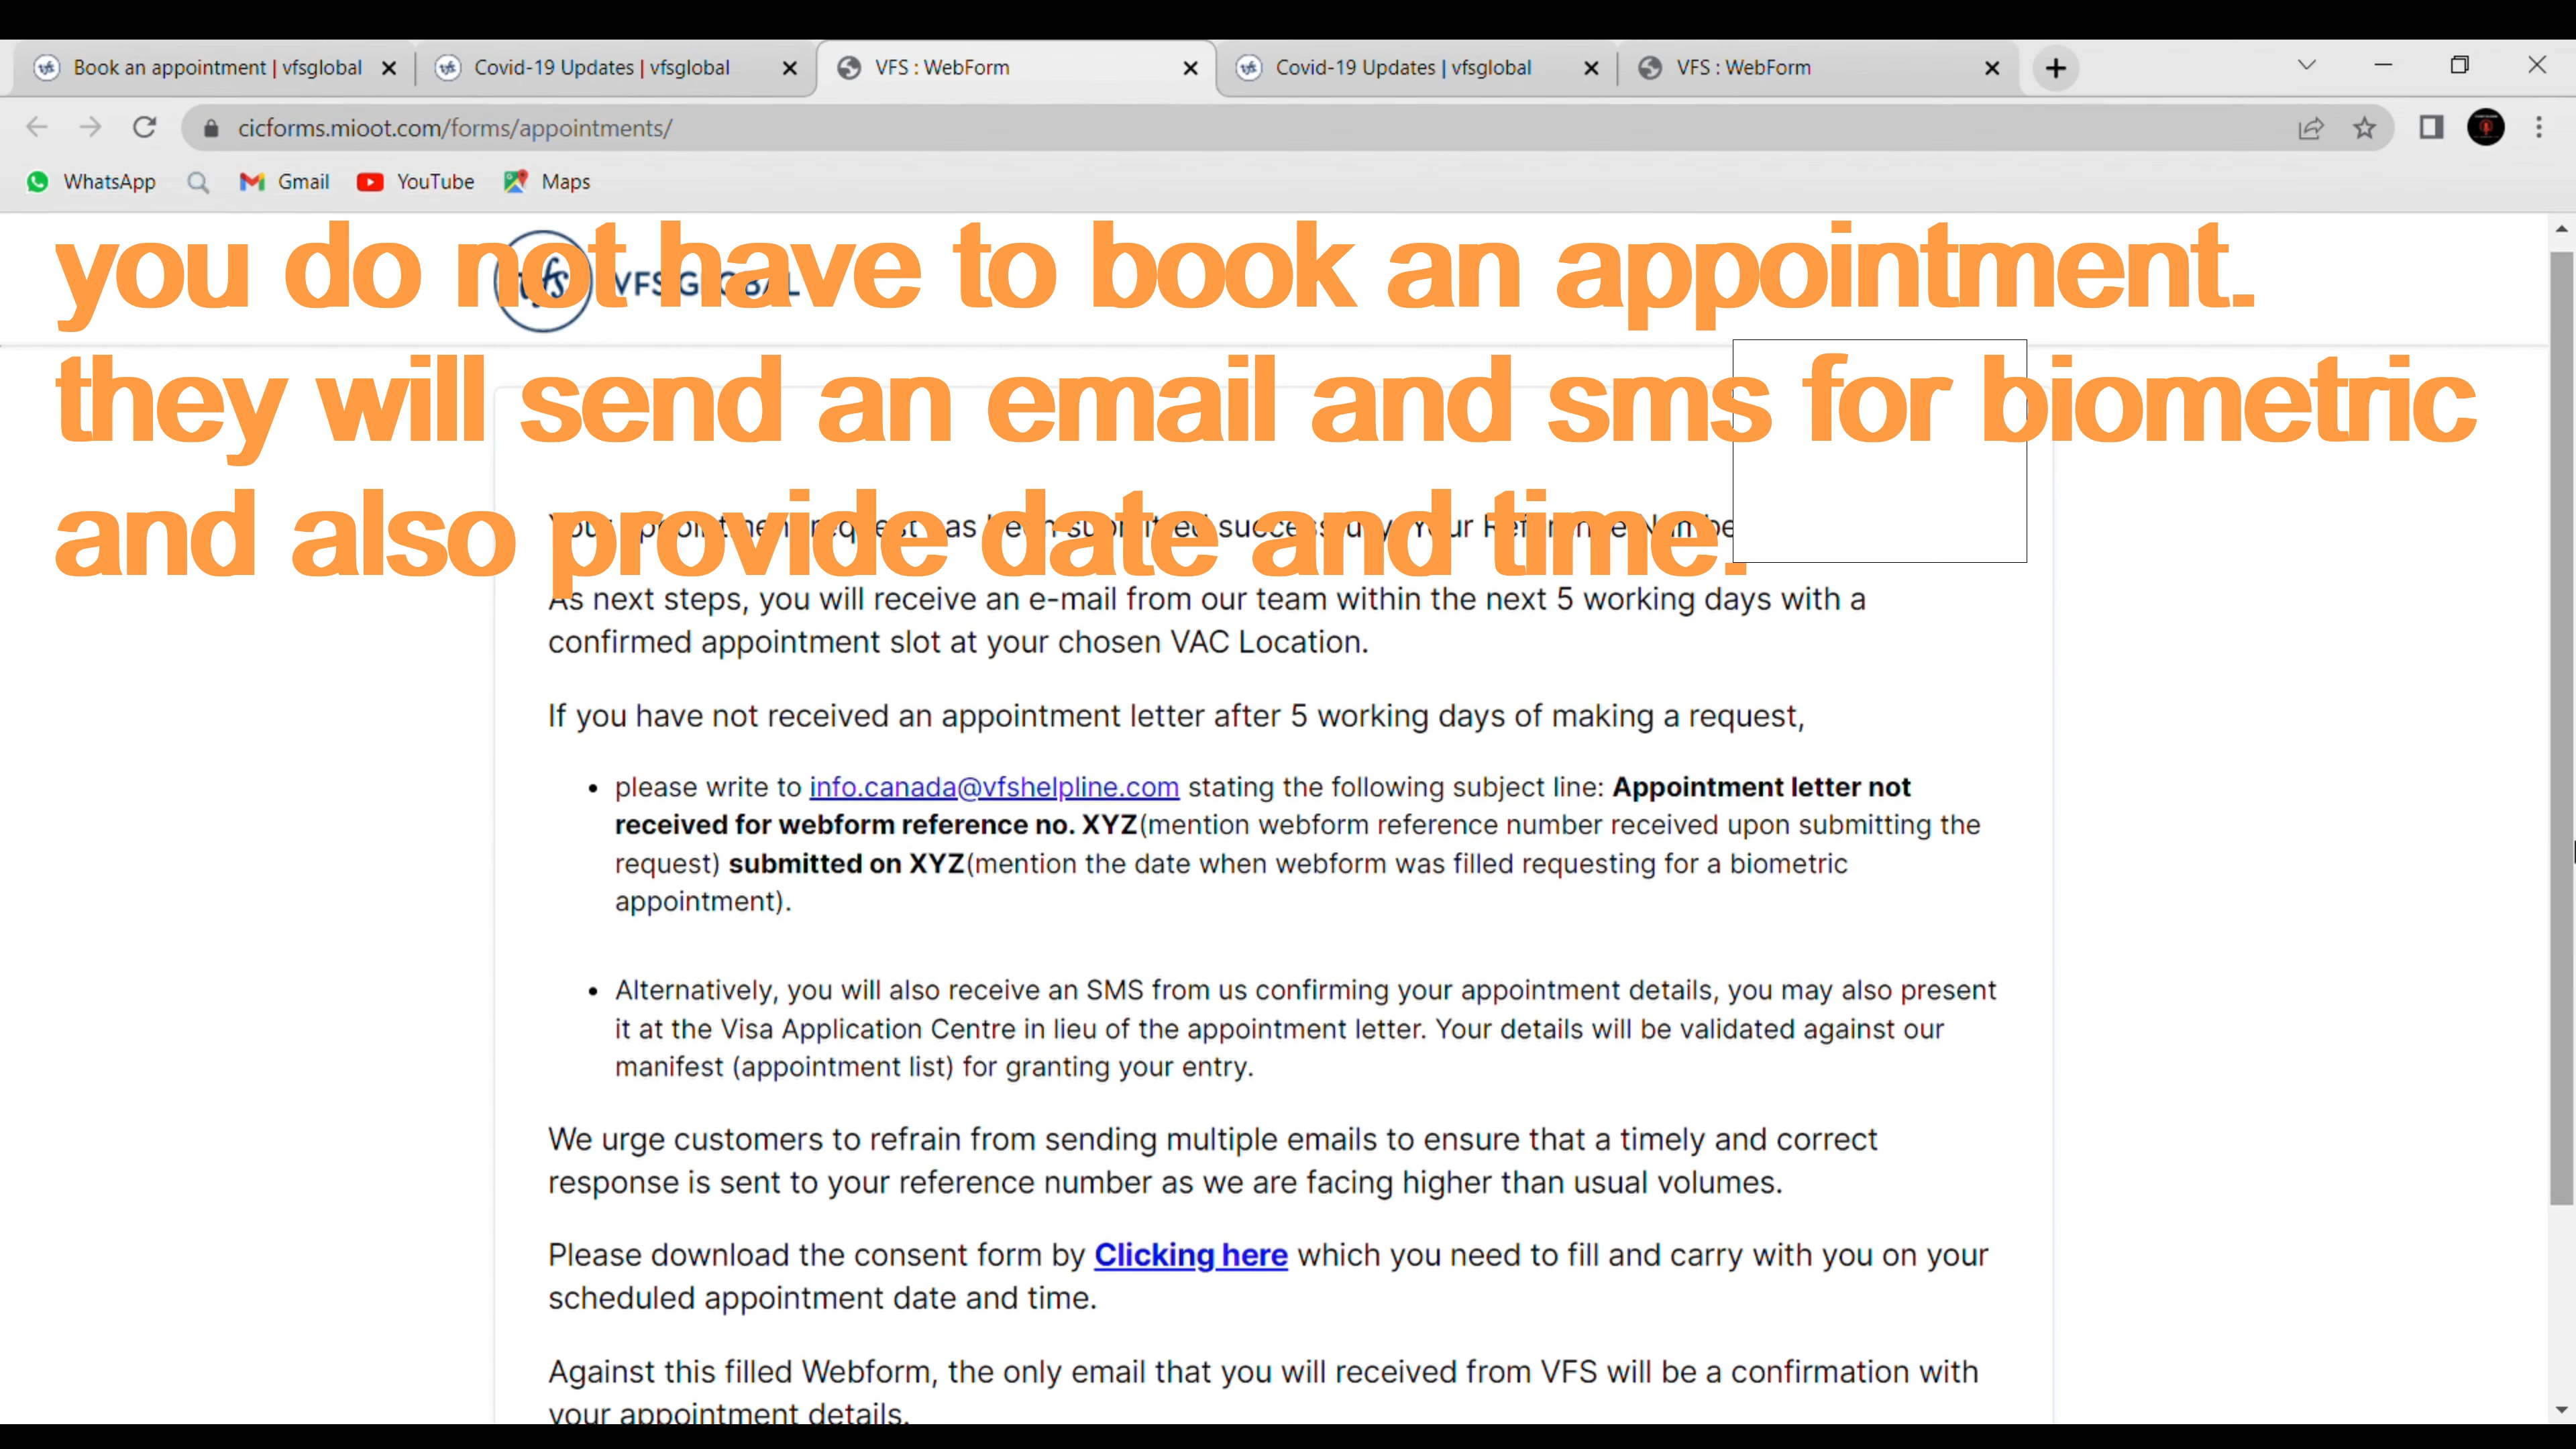 Book an appointment | vfsglobal
Covid-19 Updates | vfsglobal
VFS : WebForm
Covid-19 Updates | vfsglobal
VFS : WebForm
cicforms.mioot.com/forms/appointments/
WhatsApp
Gmail
YouTube
Maps
VFS GLOBAL
you do not have to book an appointment.
they will send an email and sms for biometric
and also provide date and time.
Your appointment request has been submitted successfully. Your Reference Numbe
As next steps, you will receive an e-mail from our team within the next 5 working days with a
confirmed appointment slot at your chosen VAC Location.
If you have not received an appointment letter after 5 working days of making a request,
• please write to info.canada@vfshelpline.com stating the following subject line: Appointment letter not
received for webform reference no. XYZ(mention webform reference number received upon submitting the
request) submitted on XYZ(mention the date when webform was filled requesting for a biometric
appointment).
• Alternatively, you will also receive an SMS from us confirming your appointment details, you may also present
it at the Visa Application Centre in lieu of the appointment letter. Your details will be validated against our
manifest (appointment list) for granting your entry.
We urge customers to refrain from sending multiple emails to ensure that a timely and correct
response is sent to your reference number as we are facing higher than usual volumes.
Please download the consent form by Clicking here which you need to fill and carry with you on your
scheduled appointment date and time.
Against this filled Webform, the only email that you will received from VFS will be a confirmation with
your appointment details.